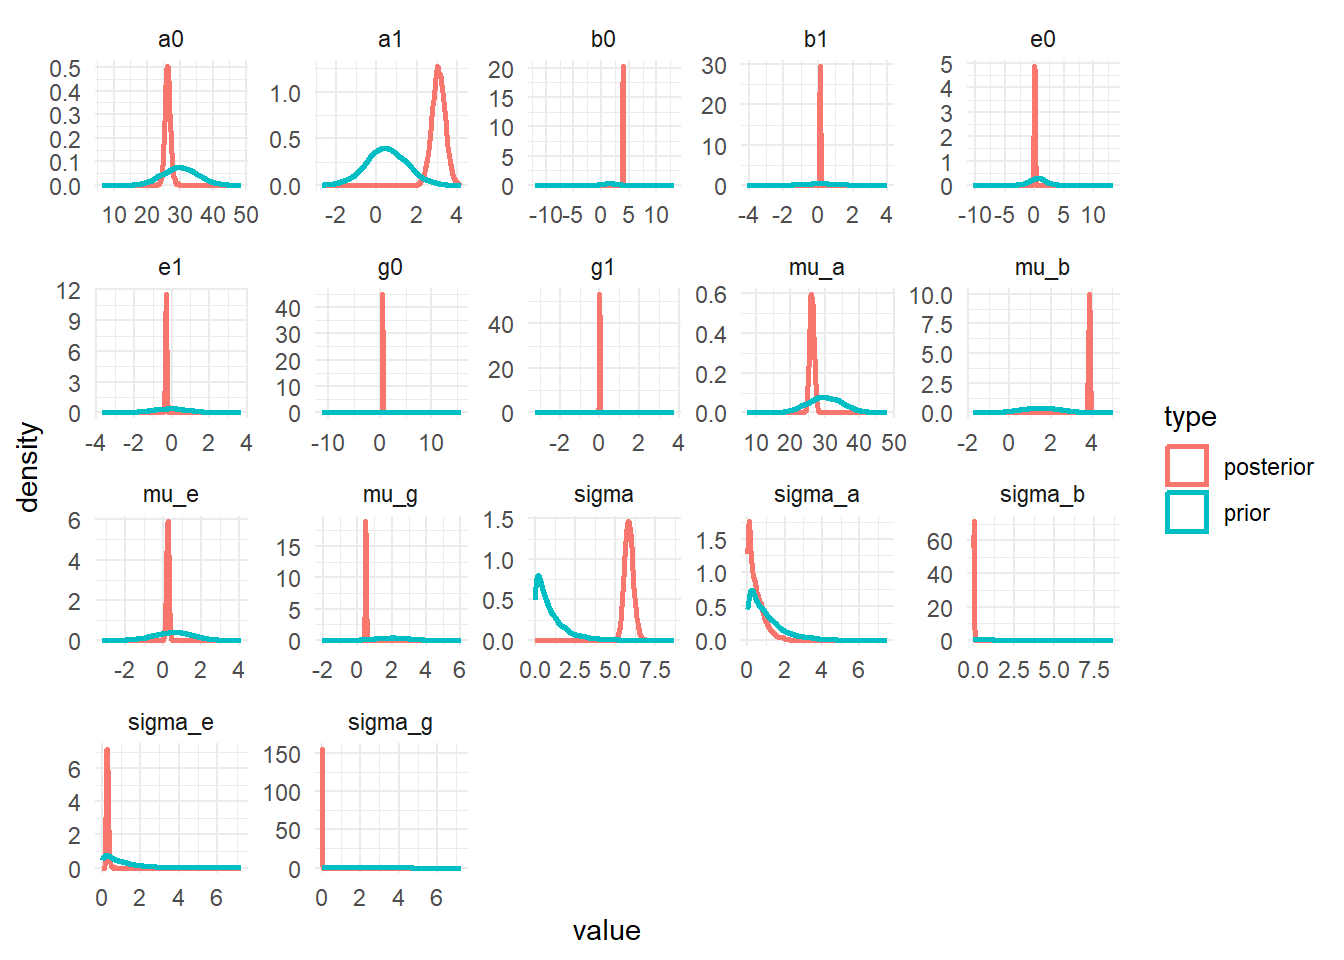 a0 a1 b0 b1 e0
0.5 0.4 0.3 0.2 0.1 0.0
1.0 0.5 0.0
20 15 10 5 0
30 20 10 0
5 4 3 2 1 0
10 20 30 40 50
-2 0 2 4
-10 -5 0 5 10
-4 -2 0 2 4
-10 -5 0 5 10
e1 g0 g1 mu_a mu_b
12 9 6 3 0
40 30 20 10 0
40 20 0
0.6 0.4 0.2 0.0
10.0 7.5 5.0 2.5 0.0
-4 -2 0 2 4
-10 0 10
-2 0 2 4
10 20 30 40 50
-2 0 2 4
mu_e mu_g sigma sigma_a sigma_b
6 4 2 0
15 10 5 0
1.5 1.0 0.5 0.0
1.5 1.0 0.5 0.0
60 40 20 0
-2 0 2 4
-2 0 2 4 6
0.0 2.5 5.0 7.5
0 2 4 6
0.0 2.5 5.0 7.5
sigma_e sigma_g
6 4 2 0
150 100 50 0
0 2 4 6
0 2 4 6
value
density
type
posterior
prior